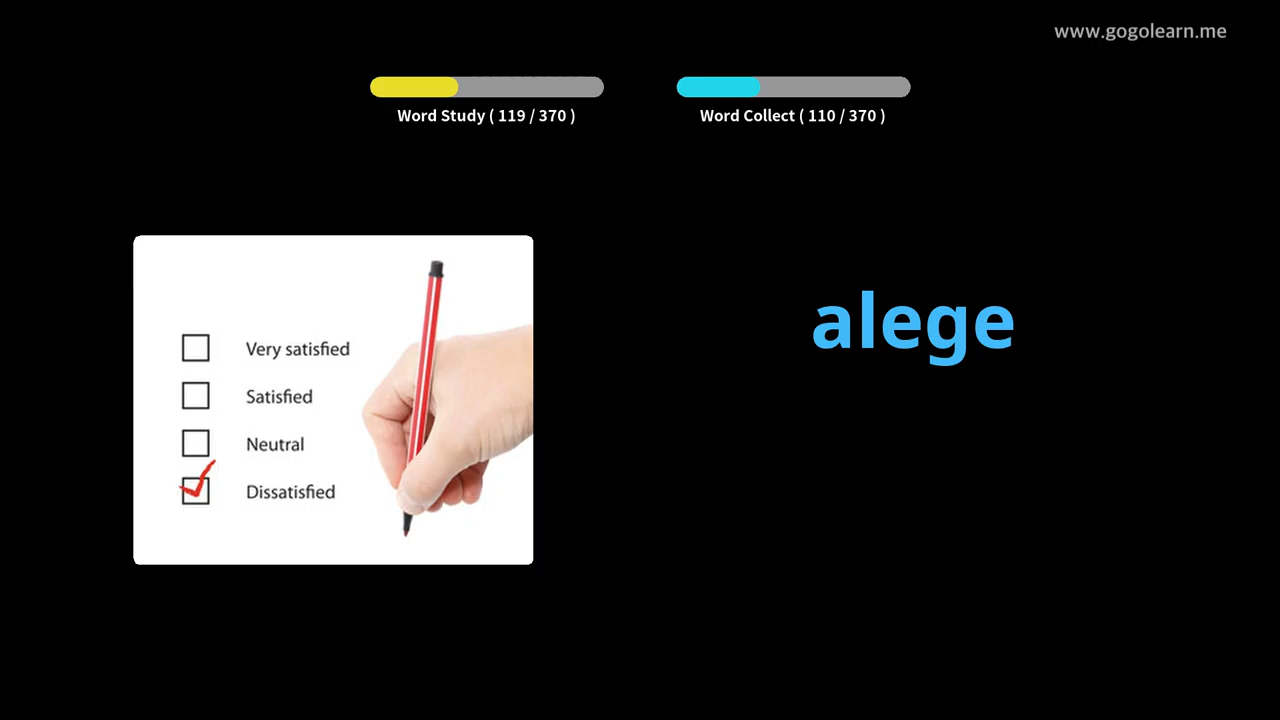 www.gogolearn.me
Word Study ( 119 / 370 )
Word Collect ( 110 / 370 )
Very satisfied
Satisfied
Neutral
Dissatisfied
alege